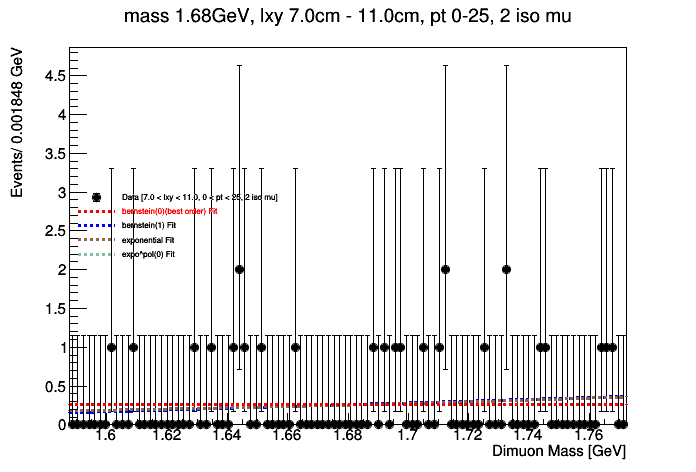 mass 1.68GeV, lxy 7.0cm - 11.0cm, pt 0-25, 2 iso mu
Events/ 0.001848 GeV
4.5
4
3.5
3
2.5
2
1.5
1
0.5
0
Data [7.0 < lxy < 11.0, 0 < pt < 25, 2 iso mu]
bernstein(0)(best order) Fit
bernstein(1) Fit
exponential Fit
expo*pol(0) Fit
1.6 1.62 1.64 1.66 1.68 1.7 1.72 1.74 1.76
Dimuon Mass [GeV]